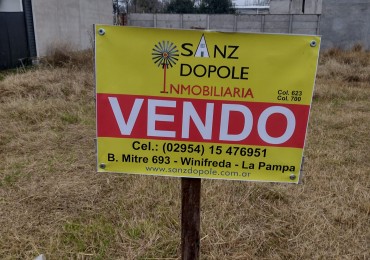 SANZ
DOPOLE
INMOBILIARIA
Col. 623
Col. 780
VENDO
Cel.: (02954) 15 476951
B. Mitre 693 - Winifreda - La Pampa
www.sanzdopole.com.ar